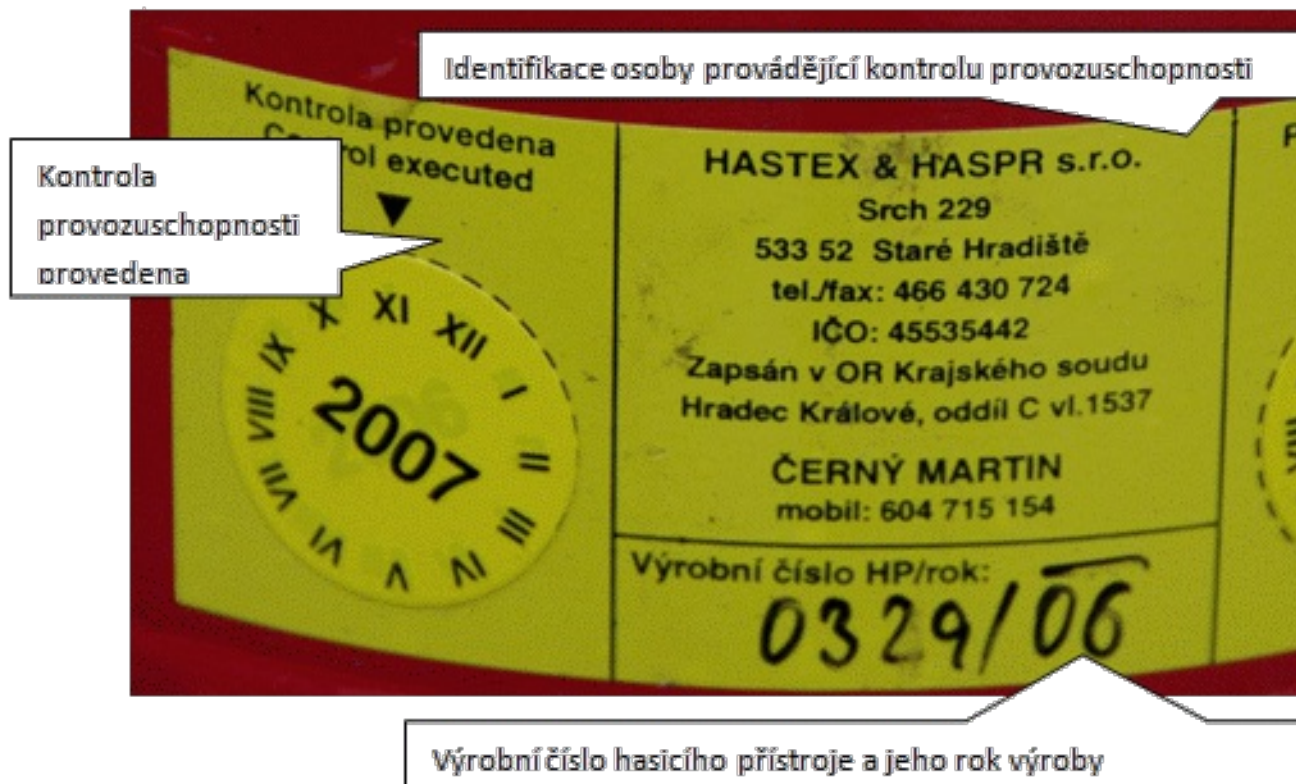 Identifikace osoby provádějící kontrolu provozuschopnosti
Kontrola provedena
executed
Kontrola
provozuschopnosti
provedena
XI
XII
I
II
III
IV
V
VI
VII
VIII
IX
X
2007
HASTEX & HASPR s.r.o.
Srch 229
533 52 Staré Hradiště
tel./fax: 466 430 724
IČO: 45535442
Zapsán v OR Krajského soudu
Hradec Králové, oddíl C vl.1537
ČERNÝ MARTIN
mobil: 604 715 154
Výrobní číslo HP/rok:
0329/06
Výrobní číslo hasicího přístroje a jeho rok výroby